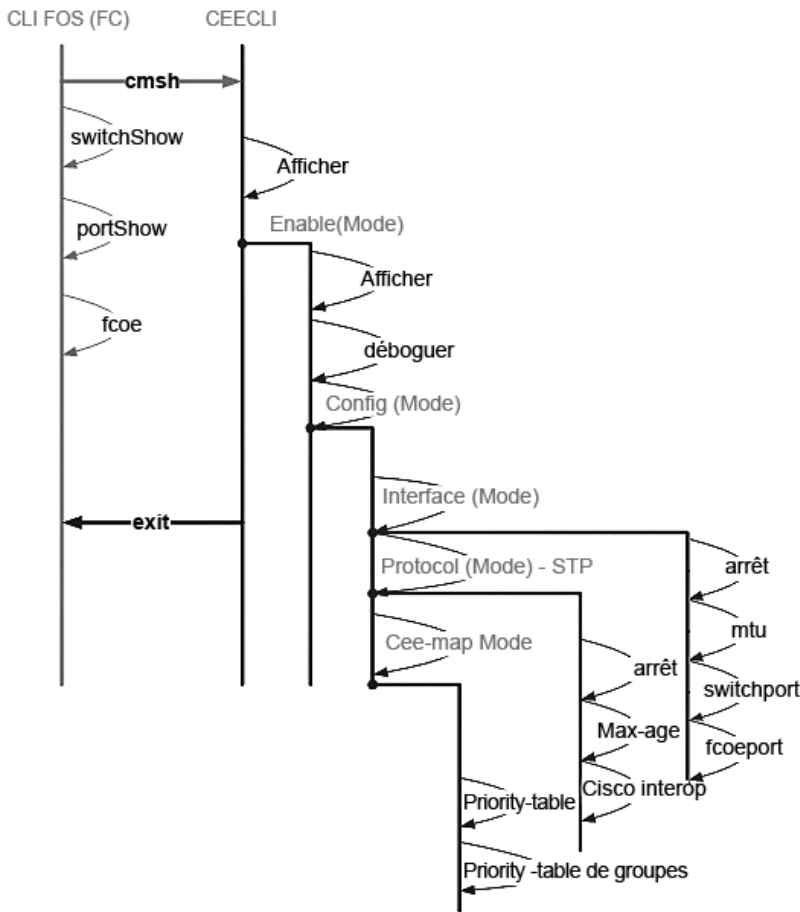 CLI FOS (FC)
CEECLI
cmsh
switchShow
Afficher
portShow
Enable(Mode)
Afficher
fcoe
déboguer
Config (Mode)
Interface (Mode)
exit
Protocol (Mode) - STP
arrêt
mtu
Cee-map Mode
arrêt
switchport
Max-age
fcoeport
Cisco interop
Priority-table
Priority -table de groupes